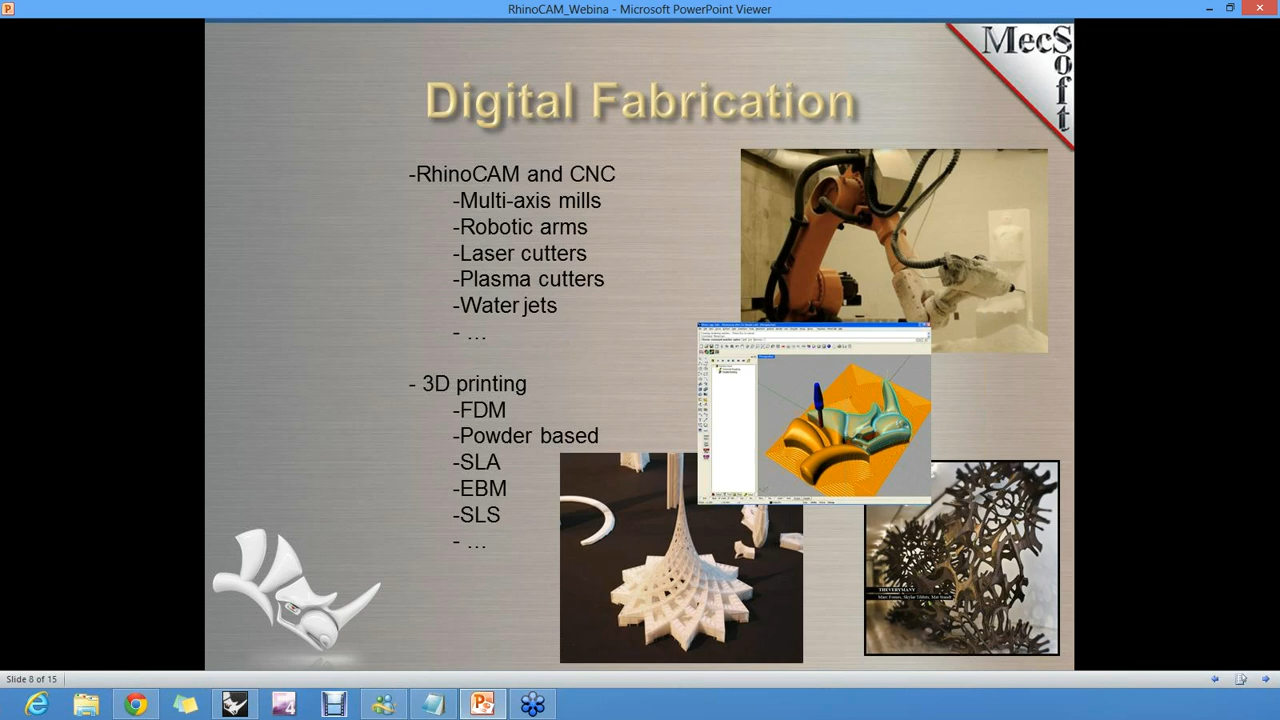 RhinoCAM_Webina - Microsoft PowerPoint Viewer
MecSoft
Digital Fabrication
-RhinoCAM and CNC
-Multi-axis mills
-Robotic arms
-Laser cutters
-Plasma cutters
-Water jets
-
...
- 3D printing
-FDM
-Powder based
-SLA
-EBM
-SLS
- ...
THEVERYMANY
Slide 8 of 15
4